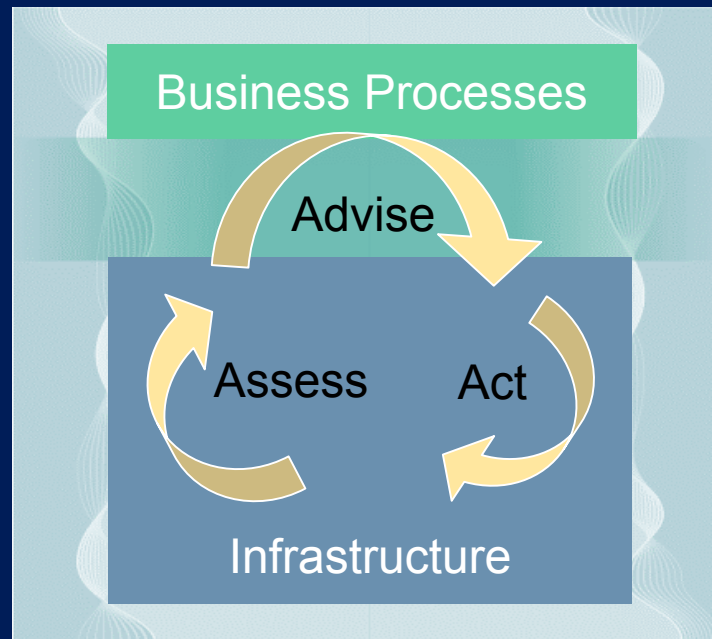 Business Processes
Advise
Assess
Act
Infrastructure